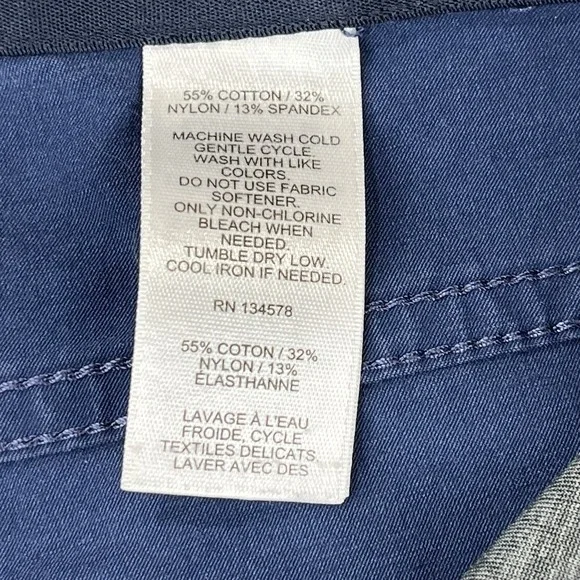 55% COTTON / 32%
NYLON / 13% SPANDEX
MACHINE WASH COLD
GENTLE CYCLE
WASH WITH LIKE
COLORS.
DO NOT USE FABRIC
SOFTENER.
ONLY NON-CHLORINE
BLEACH WHEN
NEEDED.
TUMBLE DRY LOW.
COOL IRON IF NEEDED.
RN 134578
55% COTON / 32%
NYLON / 13%
ÉLASTHANNE
LAVAGE À L'EAU
FROIDE, CYCLE
TEXTILES DELICATS.
LAVER AVEC DES